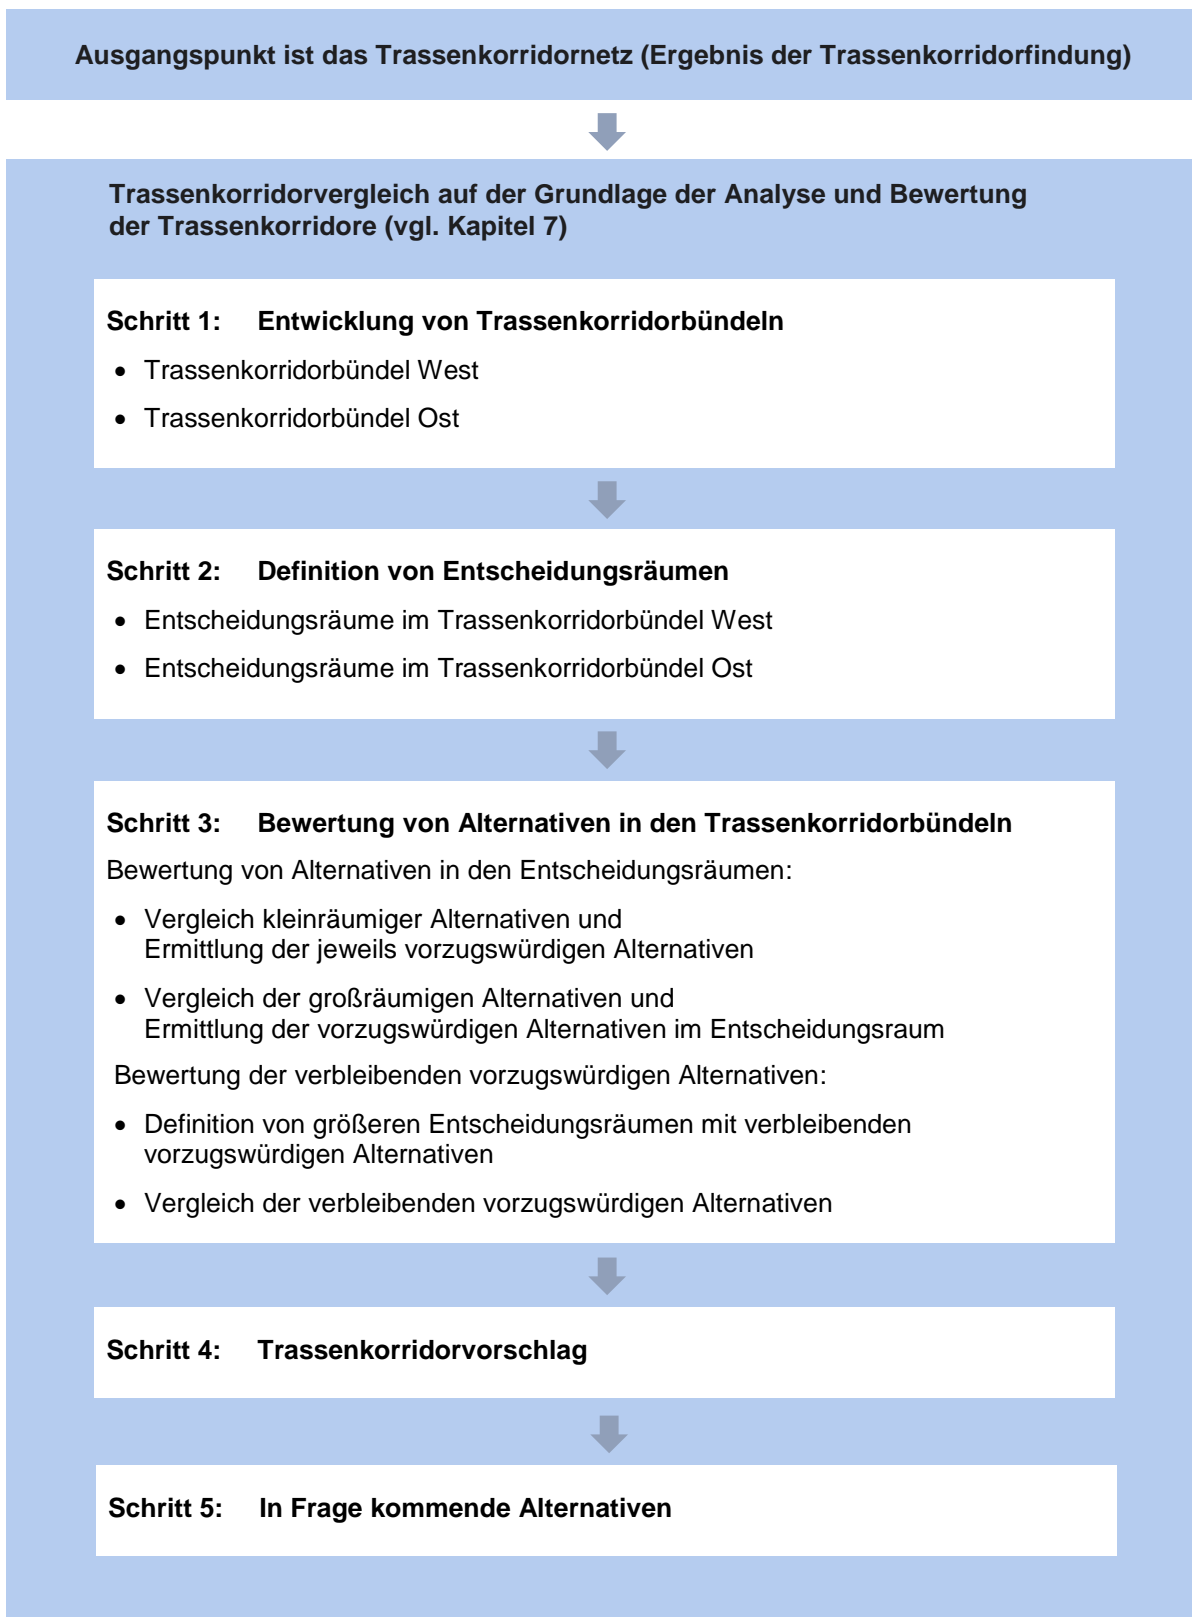 Ausgangspunkt ist das Trassenkorridornetz (Ergebnis der Trassenkorridorfindung)
Trassenkorridorvergleich auf der Grundlage der Analyse und Bewertung
der Trassenkorridore (vgl. Kapitel 7)
Schritt 1: Entwicklung von Trassenkorridorbündeln
• Trassenkorridorbündel West
• Trassenkorridorbündel Ost
Schritt 2: Definition von Entscheidungsräumen
• Entscheidungsräume im Trassenkorridorbündel West
• Entscheidungsräume im Trassenkorridorbündel Ost
Schritt 3: Bewertung von Alternativen in den Trassenkorridorbündeln
Bewertung von Alternativen in den Entscheidungsräumen:
• Vergleich kleinräumiger Alternativen und
Ermittlung der jeweils vorzugswürdigen Alternativen
• Vergleich der großräumigen Alternativen und
Ermittlung der vorzugswürdigen Alternativen im Entscheidungsraum
Bewertung der verbleibenden vorzugswürdigen Alternativen:
• Definition von größeren Entscheidungsräumen mit verbleibenden
vorzugswürdigen Alternativen
• Vergleich der verbleibenden vorzugswürdigen Alternativen
Schritt 4: Trassenkorridorvorschlag
Schritt 5: In Frage kommende Alternativen